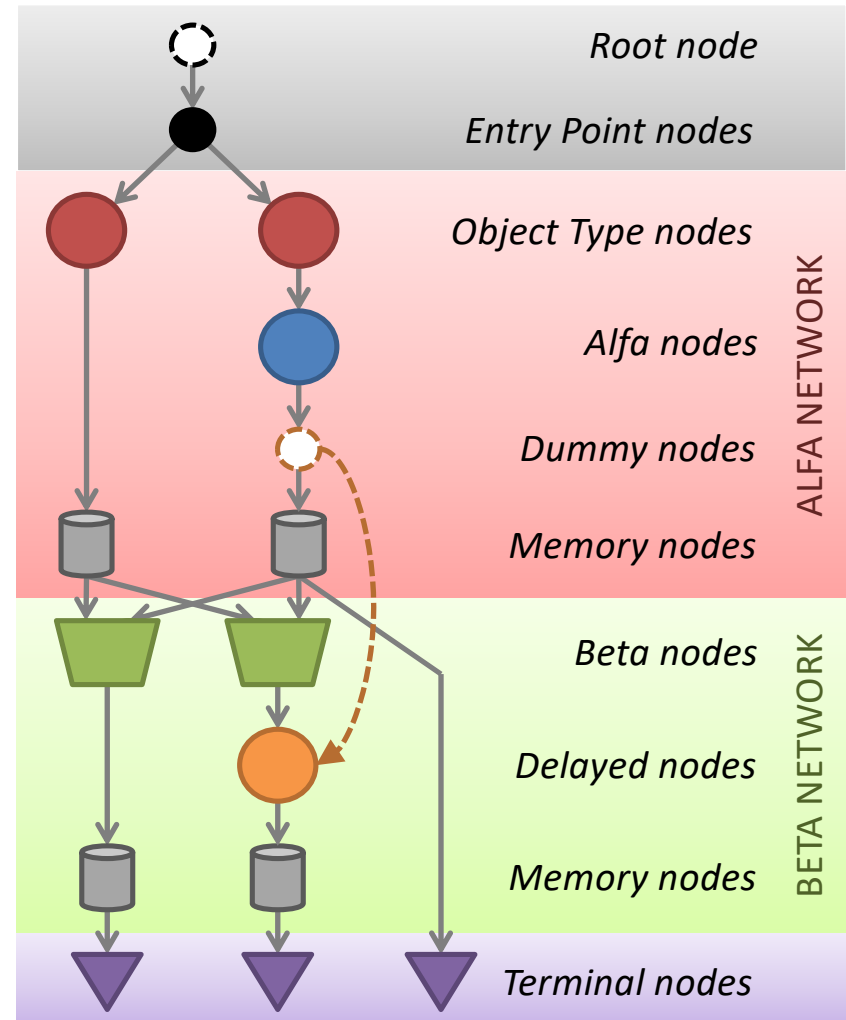 Root node
Entry Point nodes
Object Type nodes
Alfa nodes
Dummy nodes
Memory nodes
ALFA NETWORK
Beta nodes
Delayed nodes
Memory nodes
BETA NETWORK
Terminal nodes